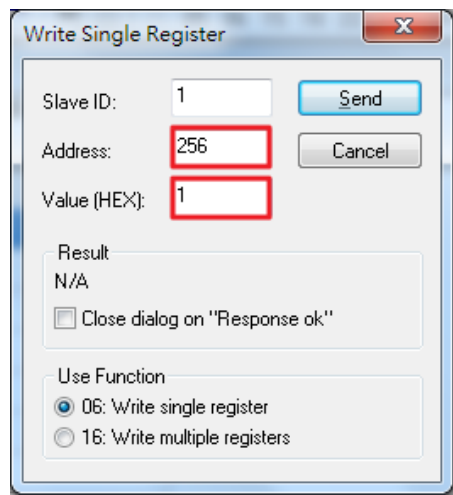 Write Single Register
Slave ID: 1 Send
Address: 256 Cancel
Value (HEX): 1
Result
N/A
Close dialog on "Response ok"
Use Function
06: Write single register
16: Write multiple registers